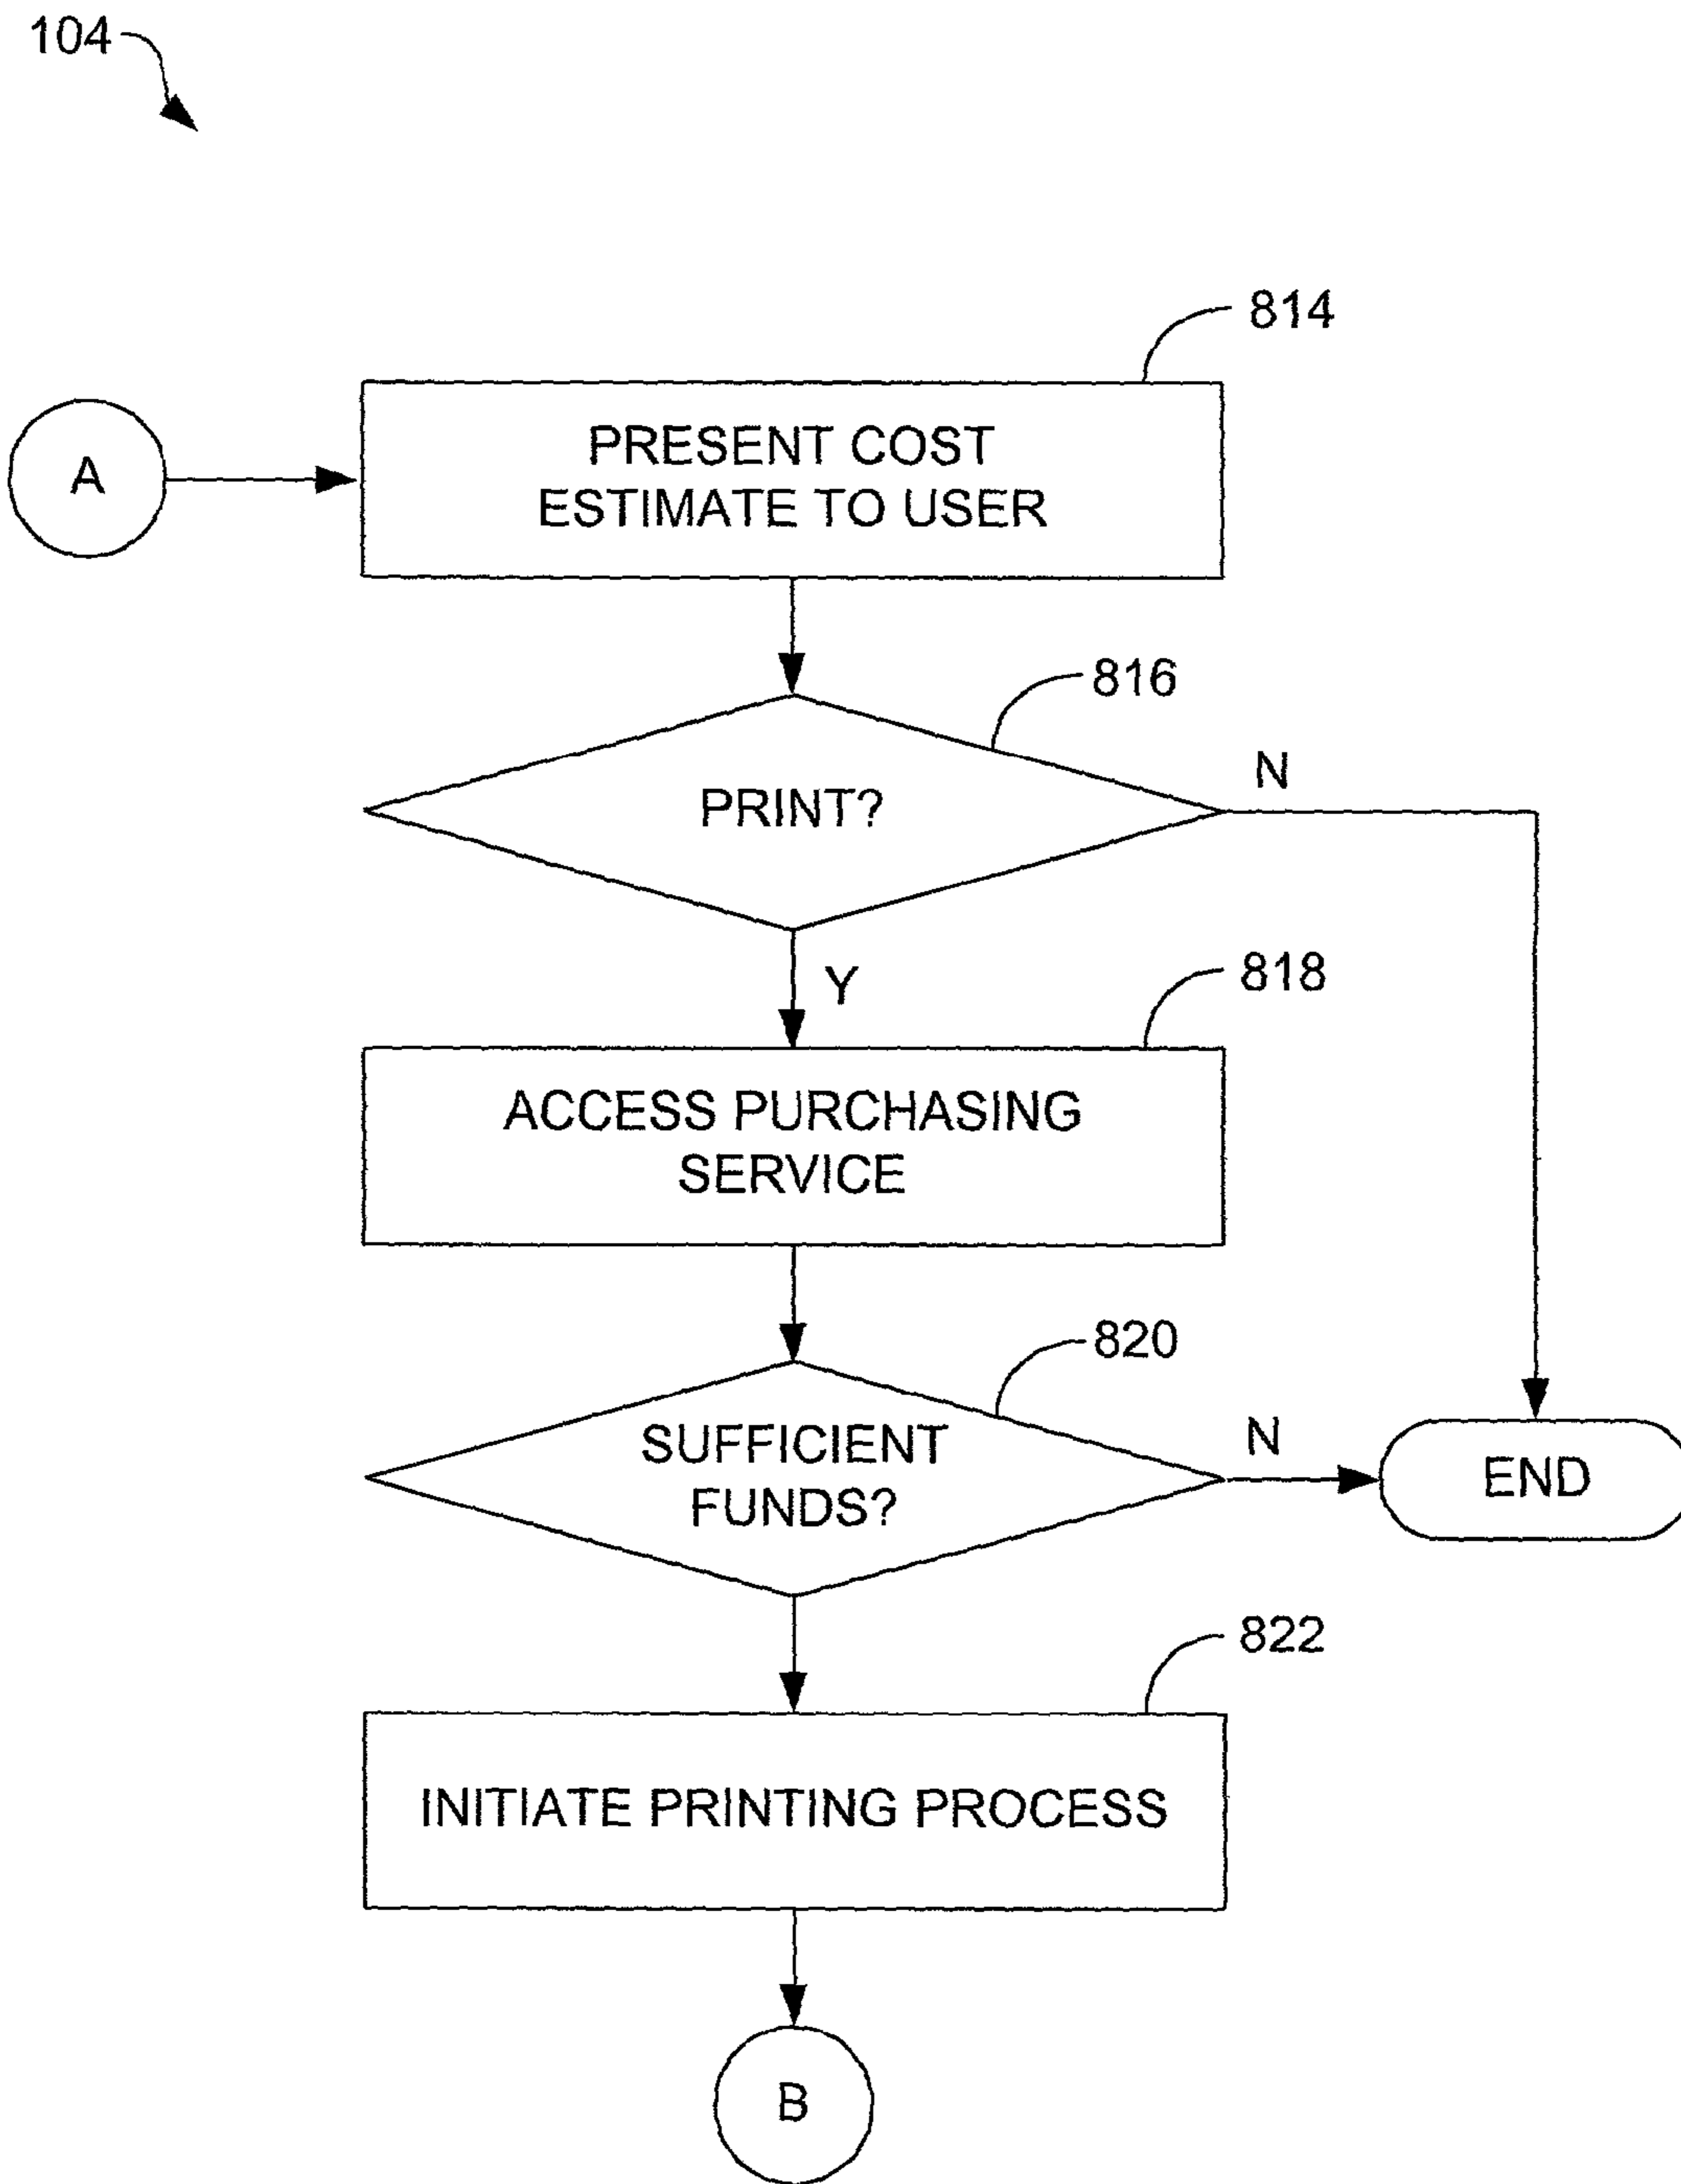 104
814
A
PRESENT COST
ESTIMATE TO USER
816
PRINT?
N
Y
818
ACCESS PURCHASING
SERVICE
820
SUFFICIENT
FUNDS?
N
END
822
INITIATE PRINTING PROCESS
B